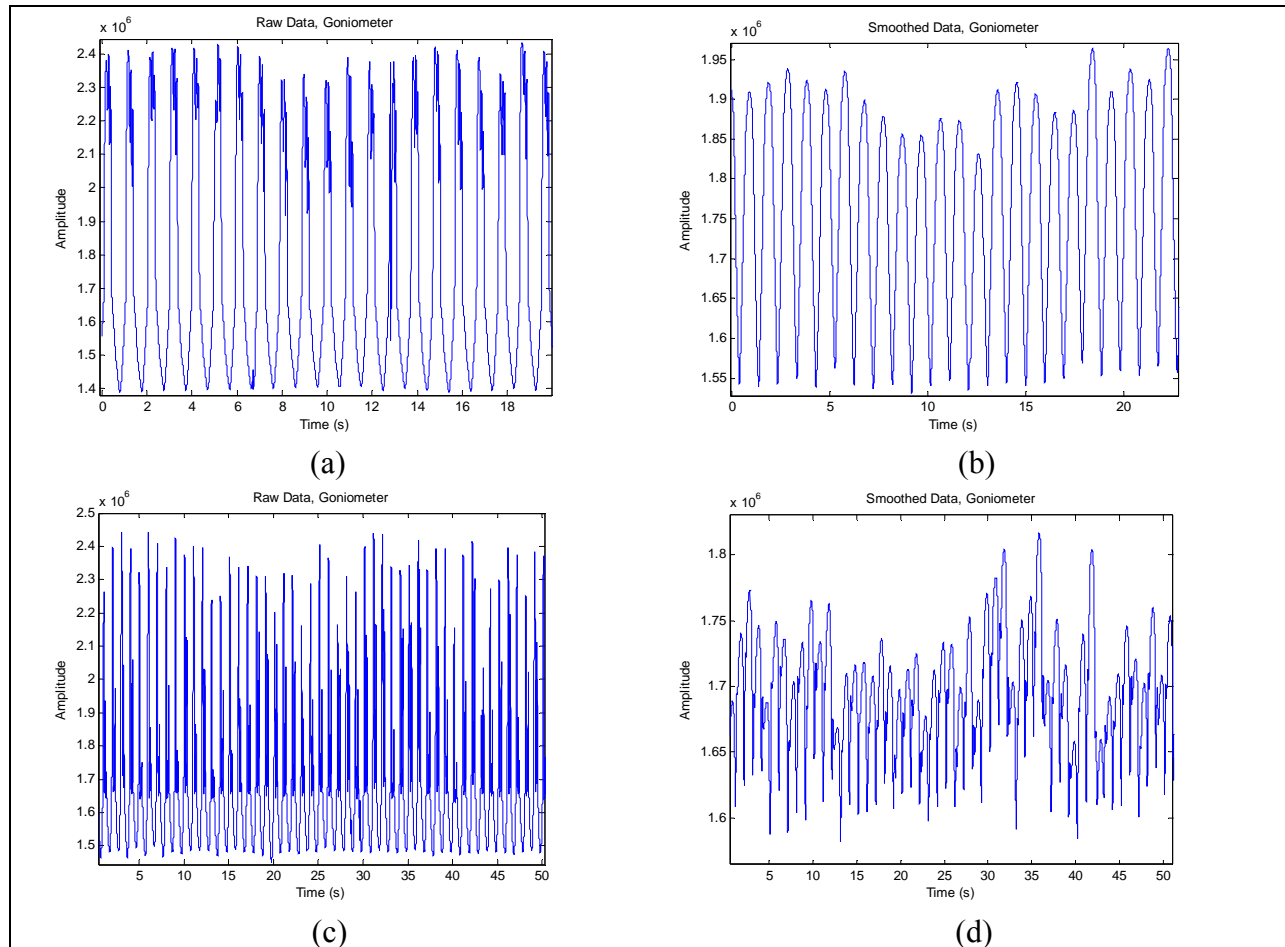 Raw Data, Goniometer
x 10^6
2.4
2.3
2.2
2.1
2
1.9
1.8
1.7
1.6
1.5
1.4
Amplitude
0 2 4 6 8 10 12 14 16 18
Time (s)
(a)
Smoothed Data, Goniometer
x 10^6
1.95
1.9
1.85
1.8
1.75
1.7
1.65
1.6
1.55
Amplitude
0 5 10 15 20
Time (s)
(b)
Raw Data, Goniometer
x 10^6
2.5
2.4
2.3
2.2
2.1
2
1.9
1.8
1.7
1.6
1.5
Amplitude
5 10 15 20 25 30 35 40 45 50
Time (s)
(c)
Smoothed Data, Goniometer
x 10^6
1.8
1.75
1.7
1.65
1.6
Amplitude
5 10 15 20 25 30 35 40 45 50
Time (s)
(d)